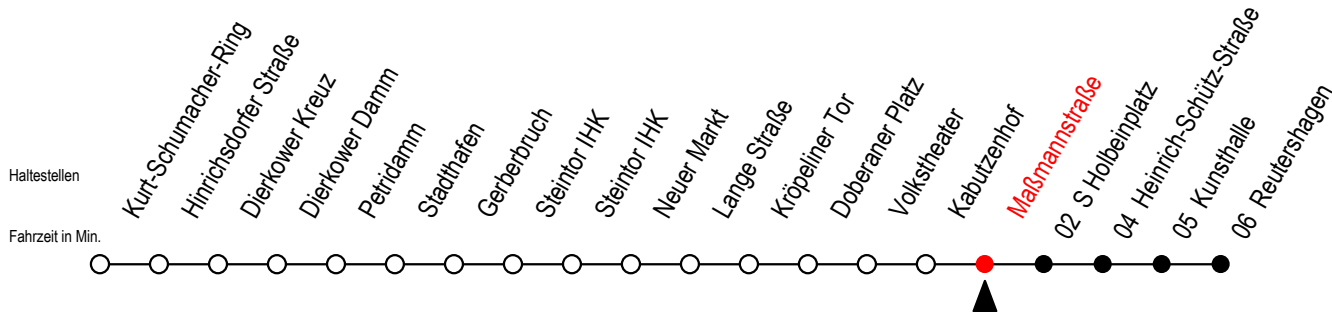 Haltestellen
Fahrzeit in Min.
Kurt-Schumacher-Ring
Hinrichsdorfer Straße
Dierkower Kreuz
Dierkower Damm
Petridamm
Stadthafen
Gerberbruch
Steintor IHK
Steintor IHK
Neuer Markt
Lange Straße
Kröpeliner Tor
Doberaner Platz
Volkstheater
Kabutzenhof
Maßmannstraße
02 S Holbeinplatz
04 Heinrich-Schütz-Straße
05 Kunsthalle
06 Reutershagen